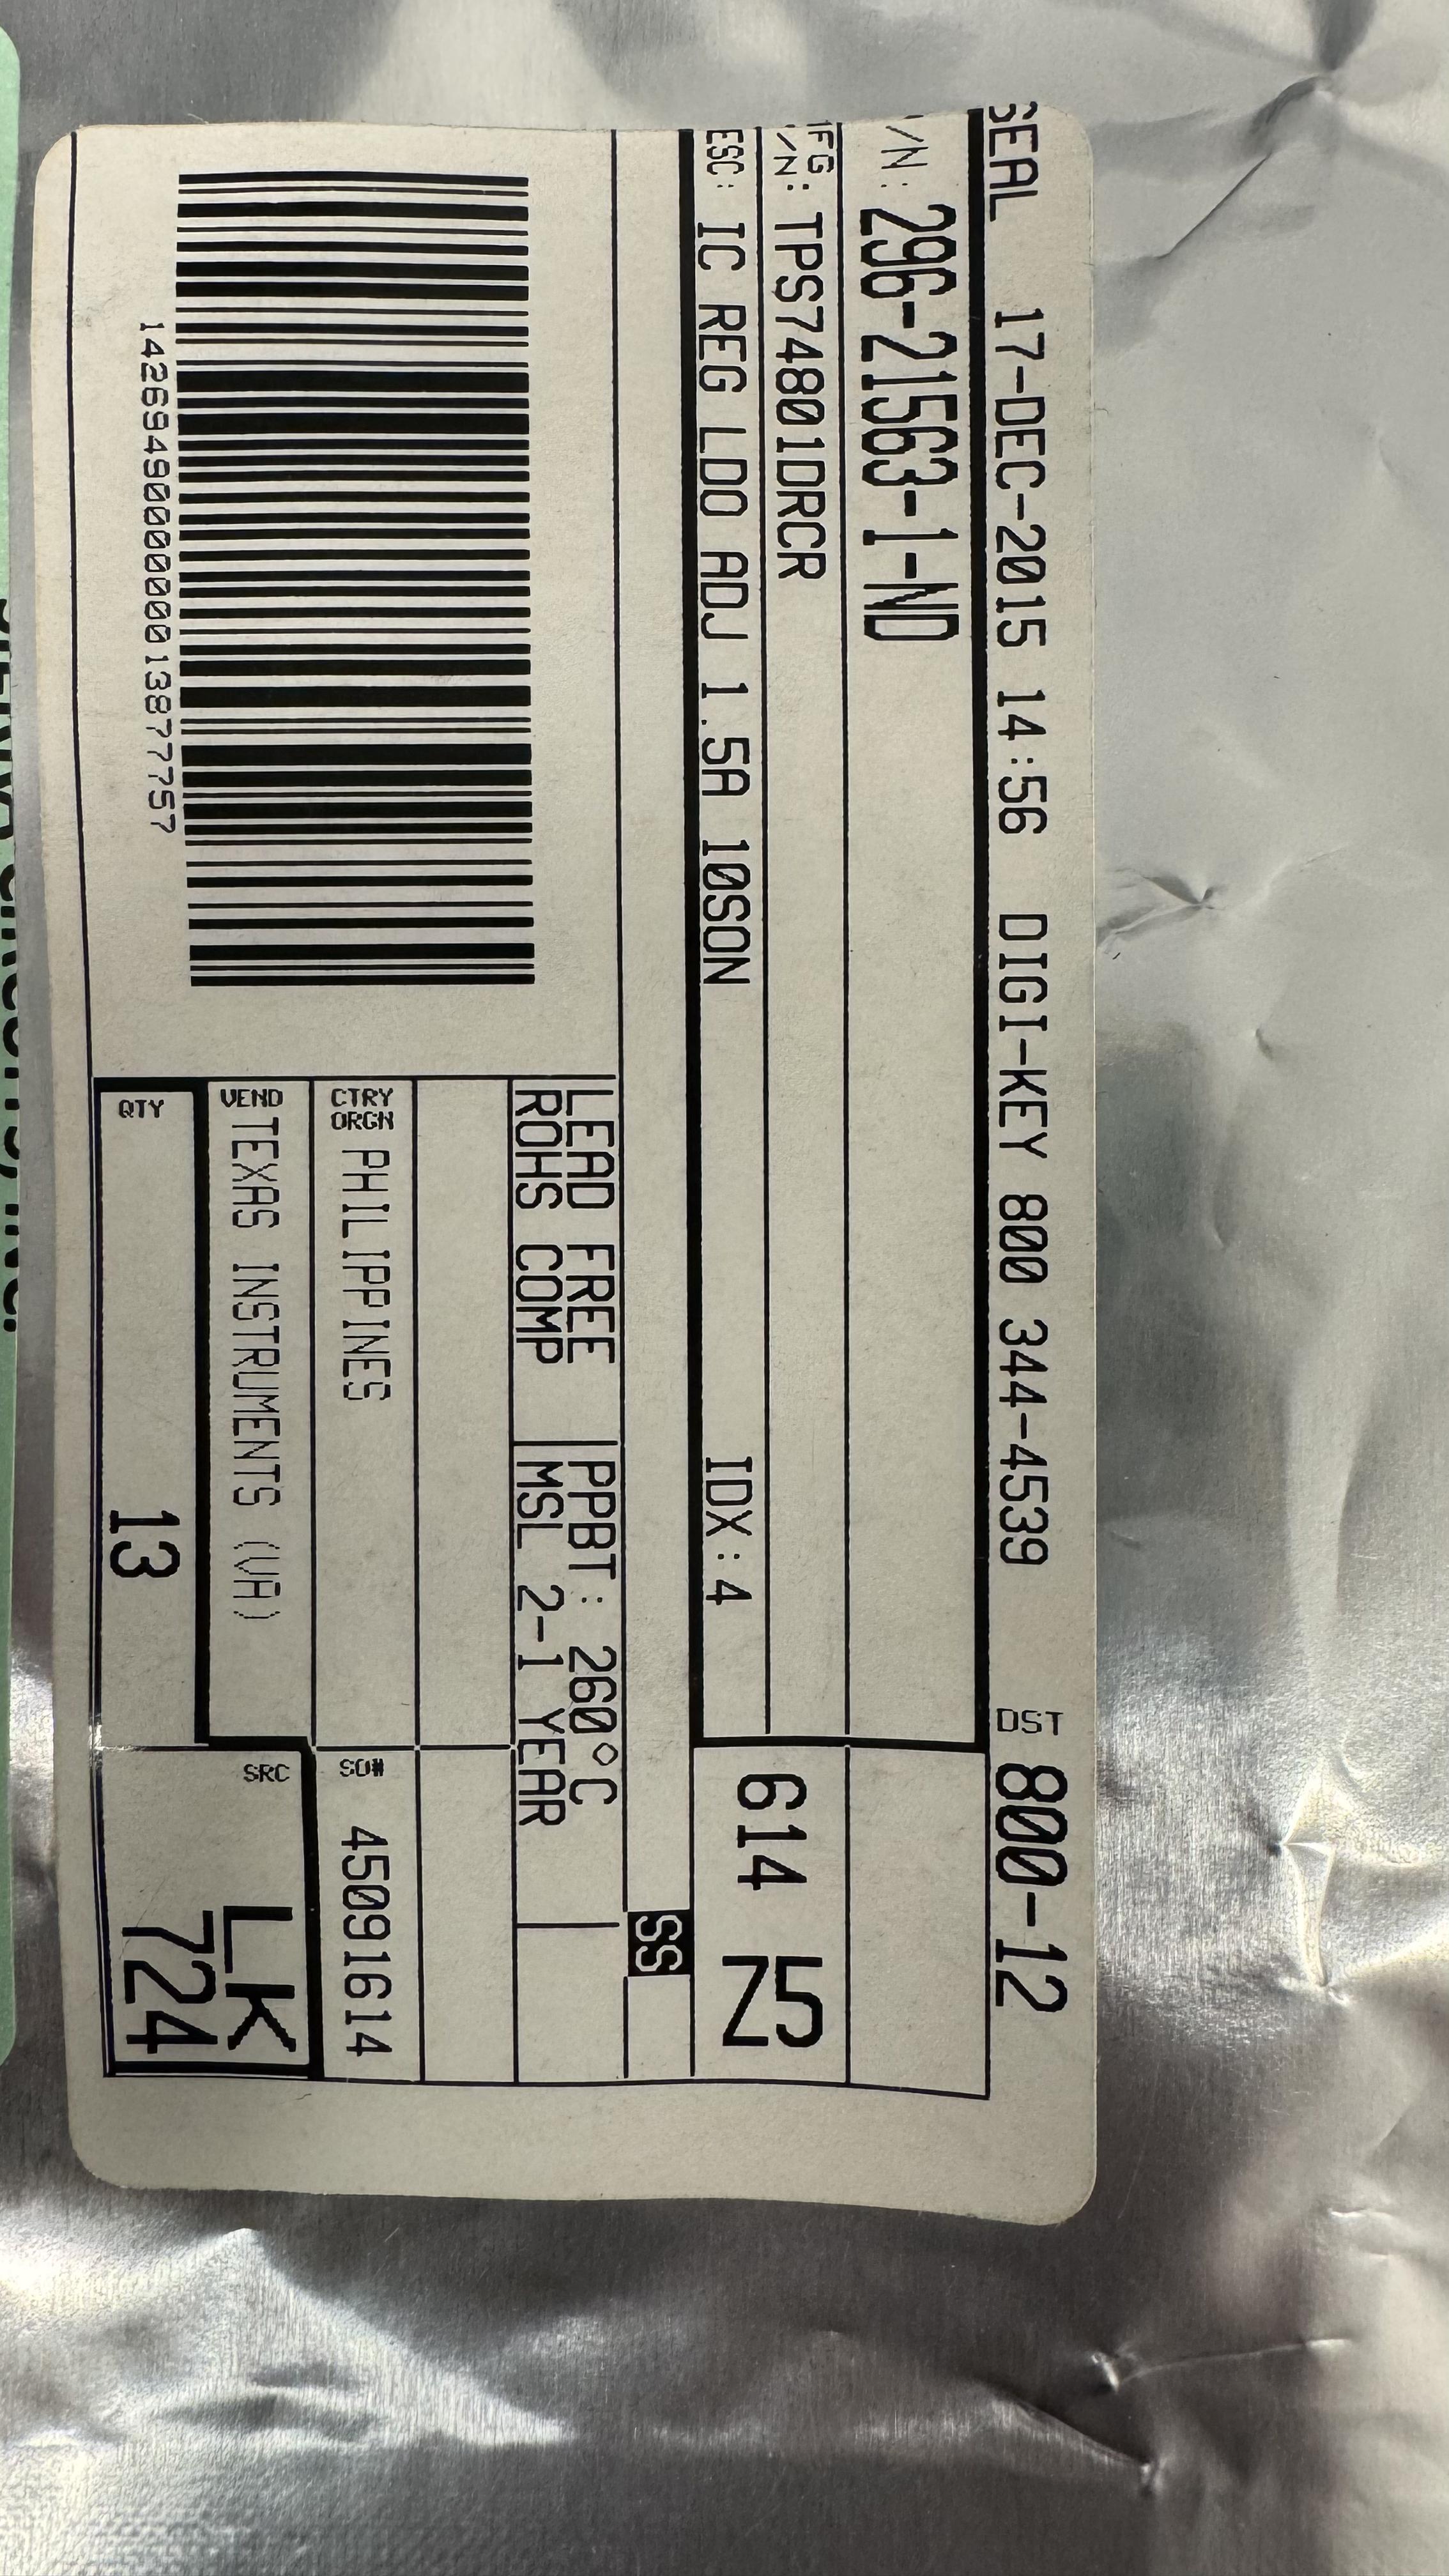 SEAL 17-DEC-2015 14:56 DIGI-KEY 800 344-4539 DST 800-12
/N: 296-21563-1-ND
FG /N: TPS74801DRCR
ESC: IC REG LDO ADJ 1.5A 10SON IDX:4
614 Z5
SS
LEAD FREE PPBT: 260°C
ROHS COMP MSL 2-1 YEAR
CTRY ORGN PHILIPPINES
SO# 45091614
VEND TEXAS INSTRUMENTS (VA)
QTY 13
SRC LK
724